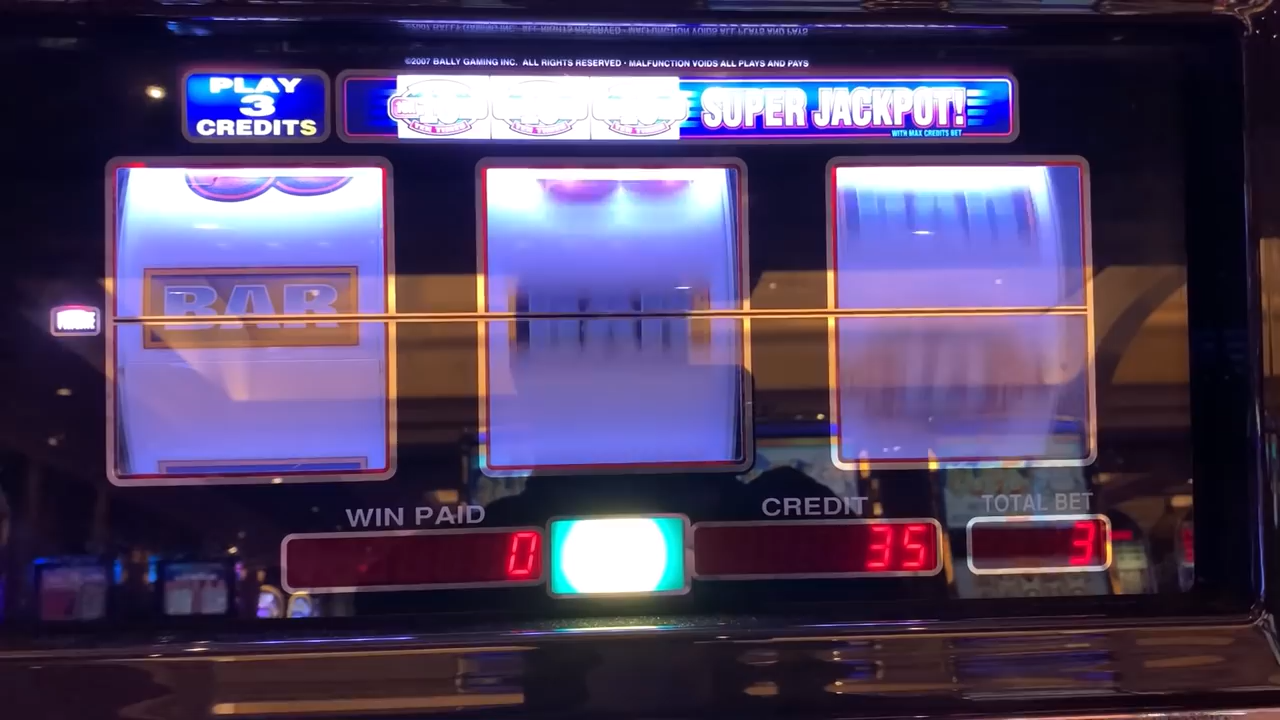 ©2007 BALLY GAMING INC. ALL RIGHTS RESERVED • MALFUNCTION VOIDS ALL PLAYS AND PAYS
PLAY
3
CREDITS
SUPER JACKPOT!
WITH MAX CREDITS BET
BAR
WIN PAID
0
CREDIT
35
TOTAL BET
3